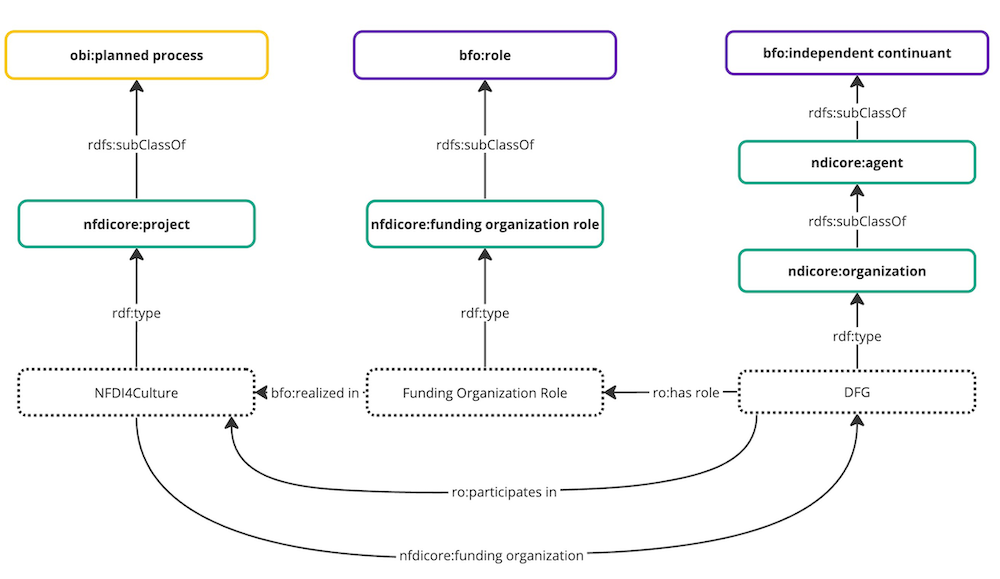 obi:planned process
bfo:role
bfo:independent continuant
rdfs:subClassOf
rdfs:subClassOf
rdfs:subClassOf
ndicore:agent
nfdicore:project
nfdicore:funding organization role
rdfs:subClassOf
ndicore:organization
rdf:type
rdf:type
rdf:type
NFDI4Culture
bfo:realized in
Funding Organization Role
ro:has role
DFG
ro:participates in
nfdicore:funding organization